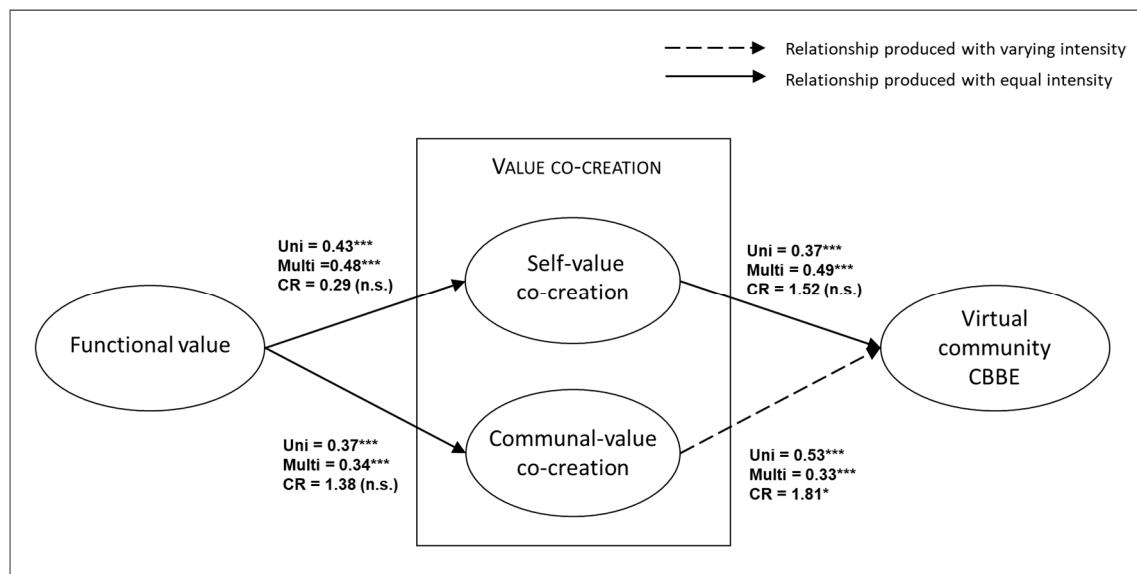 Relationship produced with varying intensity
Relationship produced with equal intensity
VALUE CO-CREATION
Uni = 0.43***
Multi =0.48***
CR = 0.29 (n.s.)
Self-value
co-creation
Uni = 0.37***
Multi = 0.49***
CR = 1.52 (n.s.)
Functional value
Virtual
community
CBBE
Uni = 0.37***
Multi = 0.34***
CR = 1.38 (n.s.)
Communal-value
co-creation
Uni = 0.53***
Multi = 0.33***
CR = 1.81*